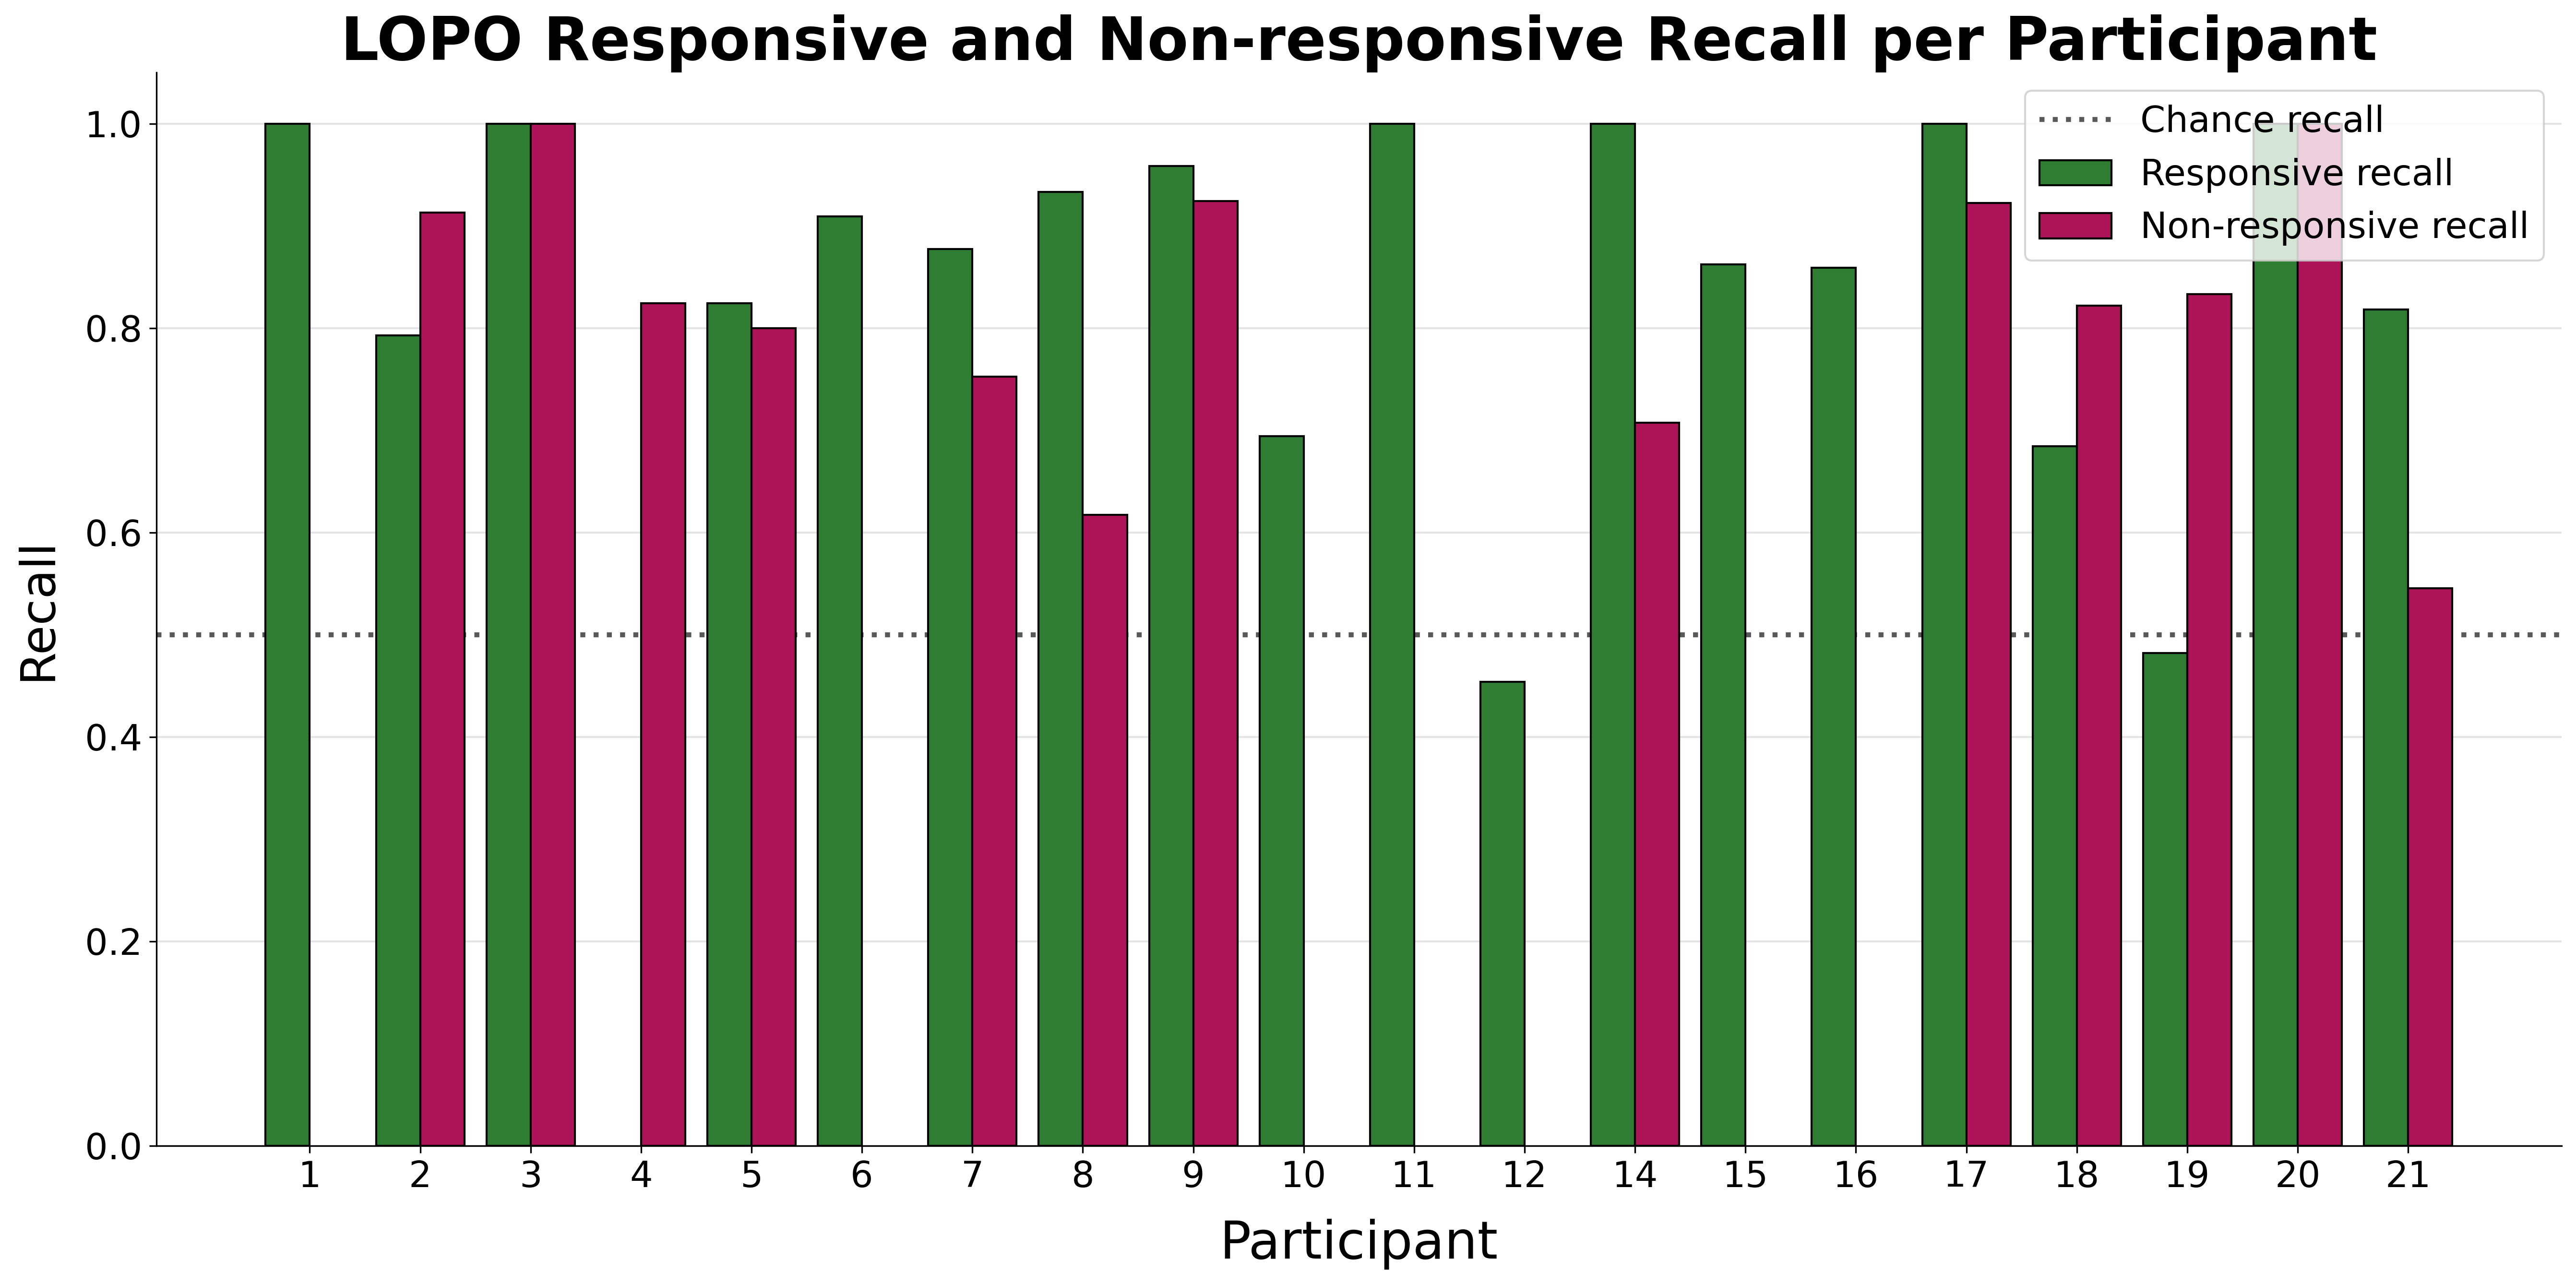 LOPO Responsive and Non-responsive Recall per Participant
Chance recall
Responsive recall
Non-responsive recall
1.0
0.8
0.6
0.4
0.2
0.0
Recall
1 2 3 4 5 6 7 8 9 10 11 12 14 15 16 17 18 19 20 21
Participant